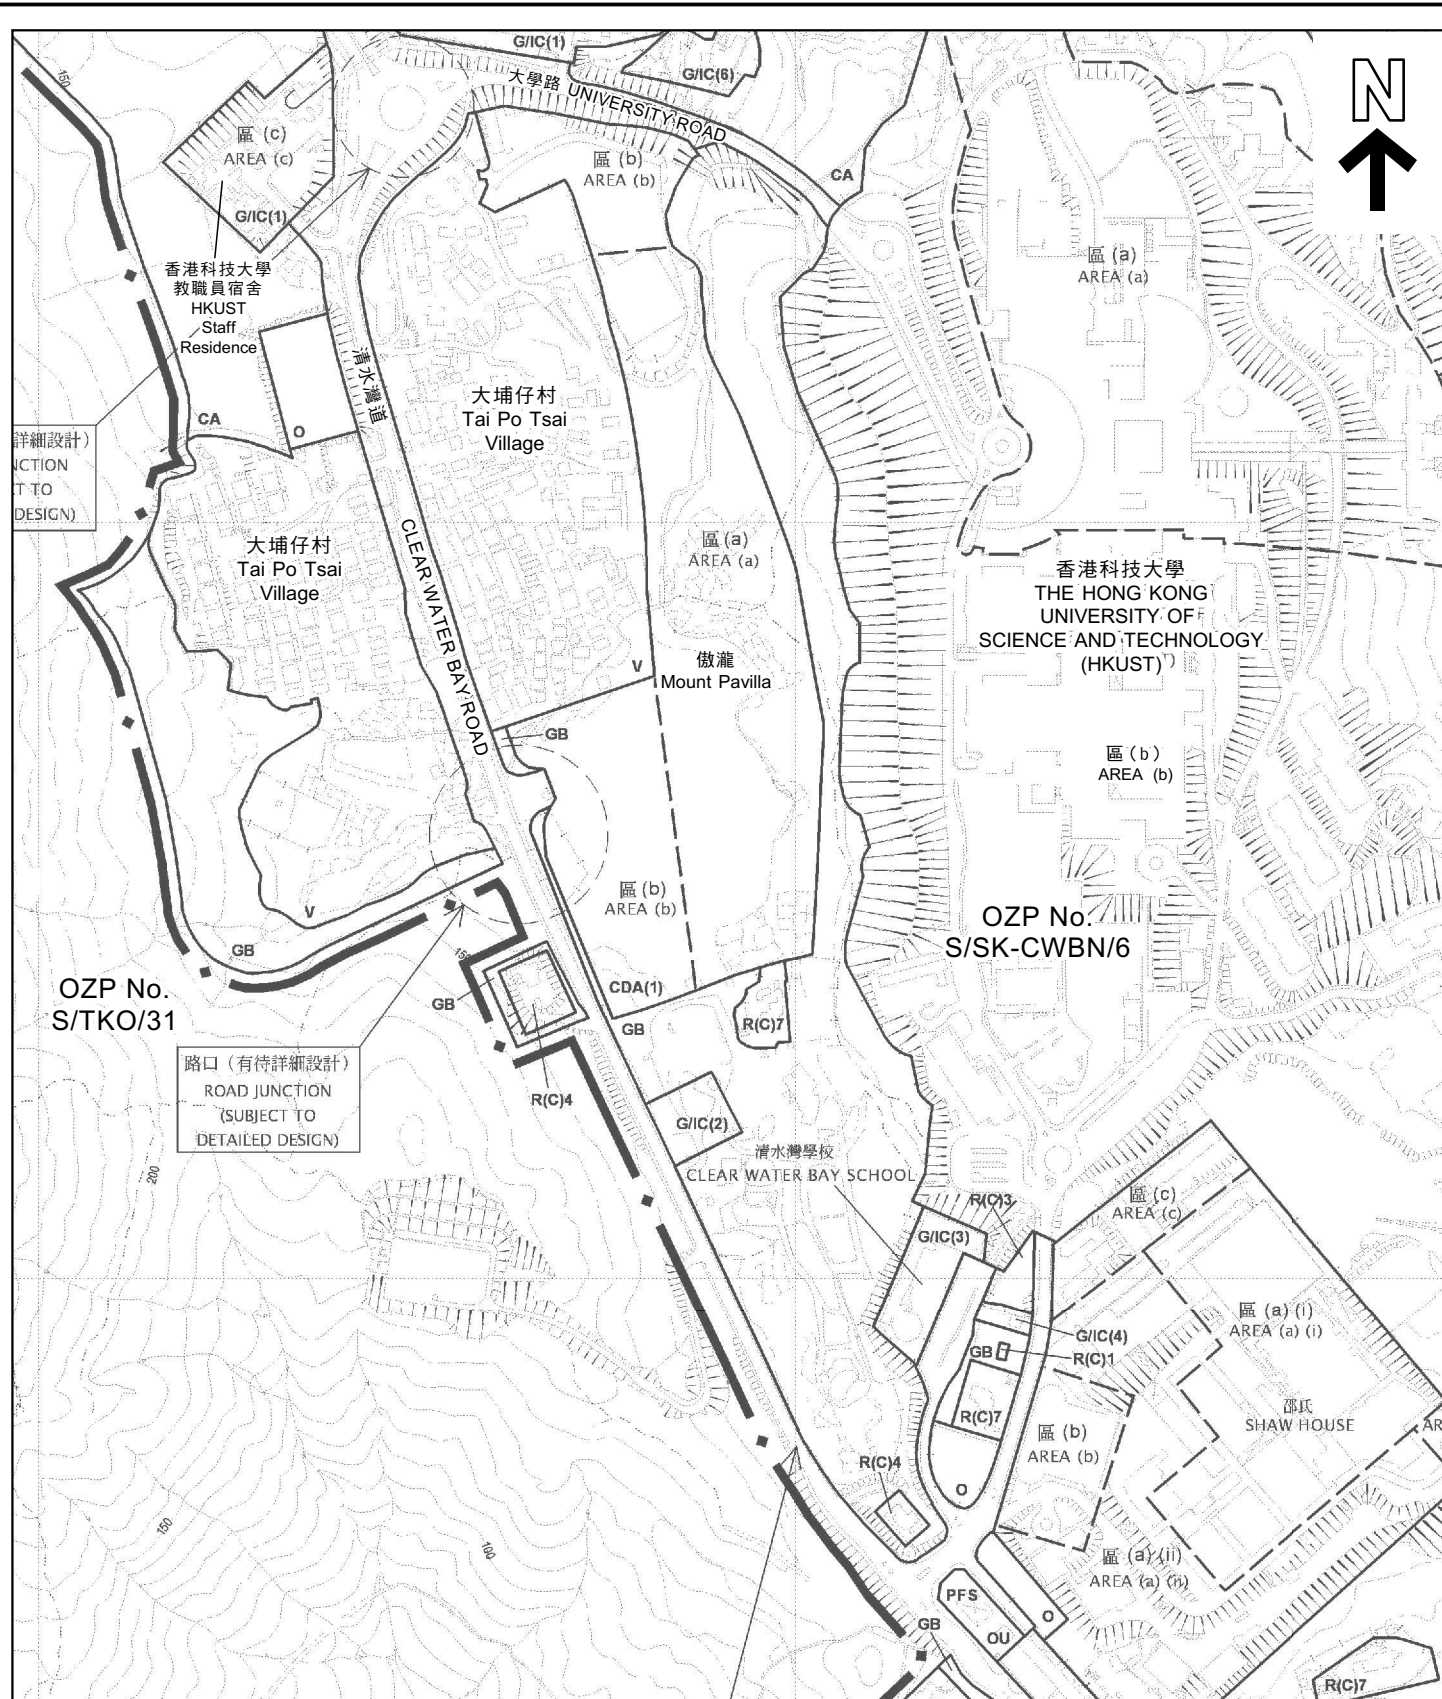 G/IC(1)
G/IC(6)
大學路 UNIVERSITY ROAD
N
150
區 (c)
AREA (c)
G/IC(1)
區 (b)
AREA (b)
CA
區 (a)
AREA (a)
香港科技大學
教職員宿舍
HKUST
Staff
Residence
清水灣道
大埔仔村
Tai Po Tsai
Village
CA
O
詳細設計）
NCTION
CT TO
DESIGN)
大埔仔村
Tai Po Tsai
Village
CLEAR WATER BAY ROAD
區 (a)
AREA (a)
香港科技大學
THE HONG KONG
UNIVERSITY OF
SCIENCE AND TECHNOLOGY
(HKUST)
V
傲瀧
Mount Pavilla
GB
區 (b)
AREA (b)
區 (b)
AREA (b)
V
GB
OZP No.
S/SK-CWBN/6
OZP No.
S/TKO/31
GB
CDA(1)
GB
R(C)7
路口（有待詳細設計）
ROAD JUNCTION
(SUBJECT TO
DETAILED DESIGN)
R(C)4
G/IC(2)
清水灣學校
CLEAR WATER BAY SCHOOL
200
R(C)3
區 (c)
AREA (c)
G/IC(3)
區 (a) (i)
AREA (a) (i)
G/IC(4)
GB
R(C)1
R(C)7
邵氏
SHAW HOUSE
AR
區 (b)
AREA (b)
R(C)4
O
150
100
區 (a) (ii)
AREA (a) (ii)
PFS
GB
OU
O
R(C)7